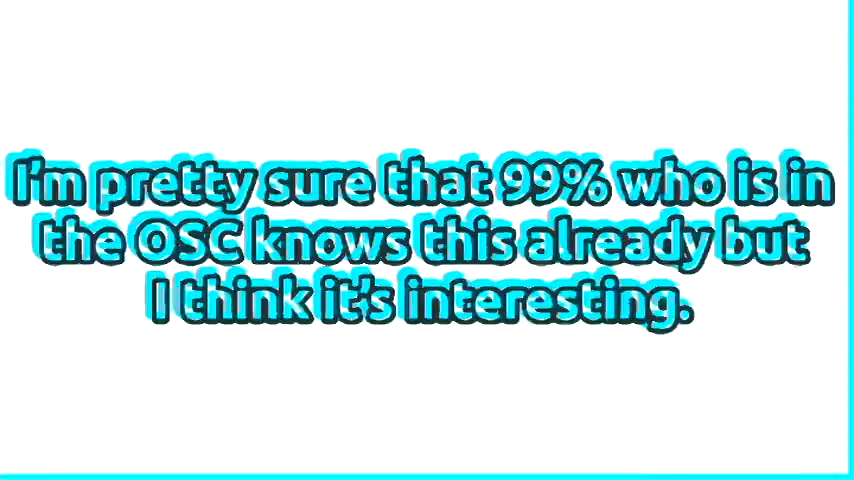 I'm pretty sure that 99% who is in
the OSC knows this already but
I think it's interesting.